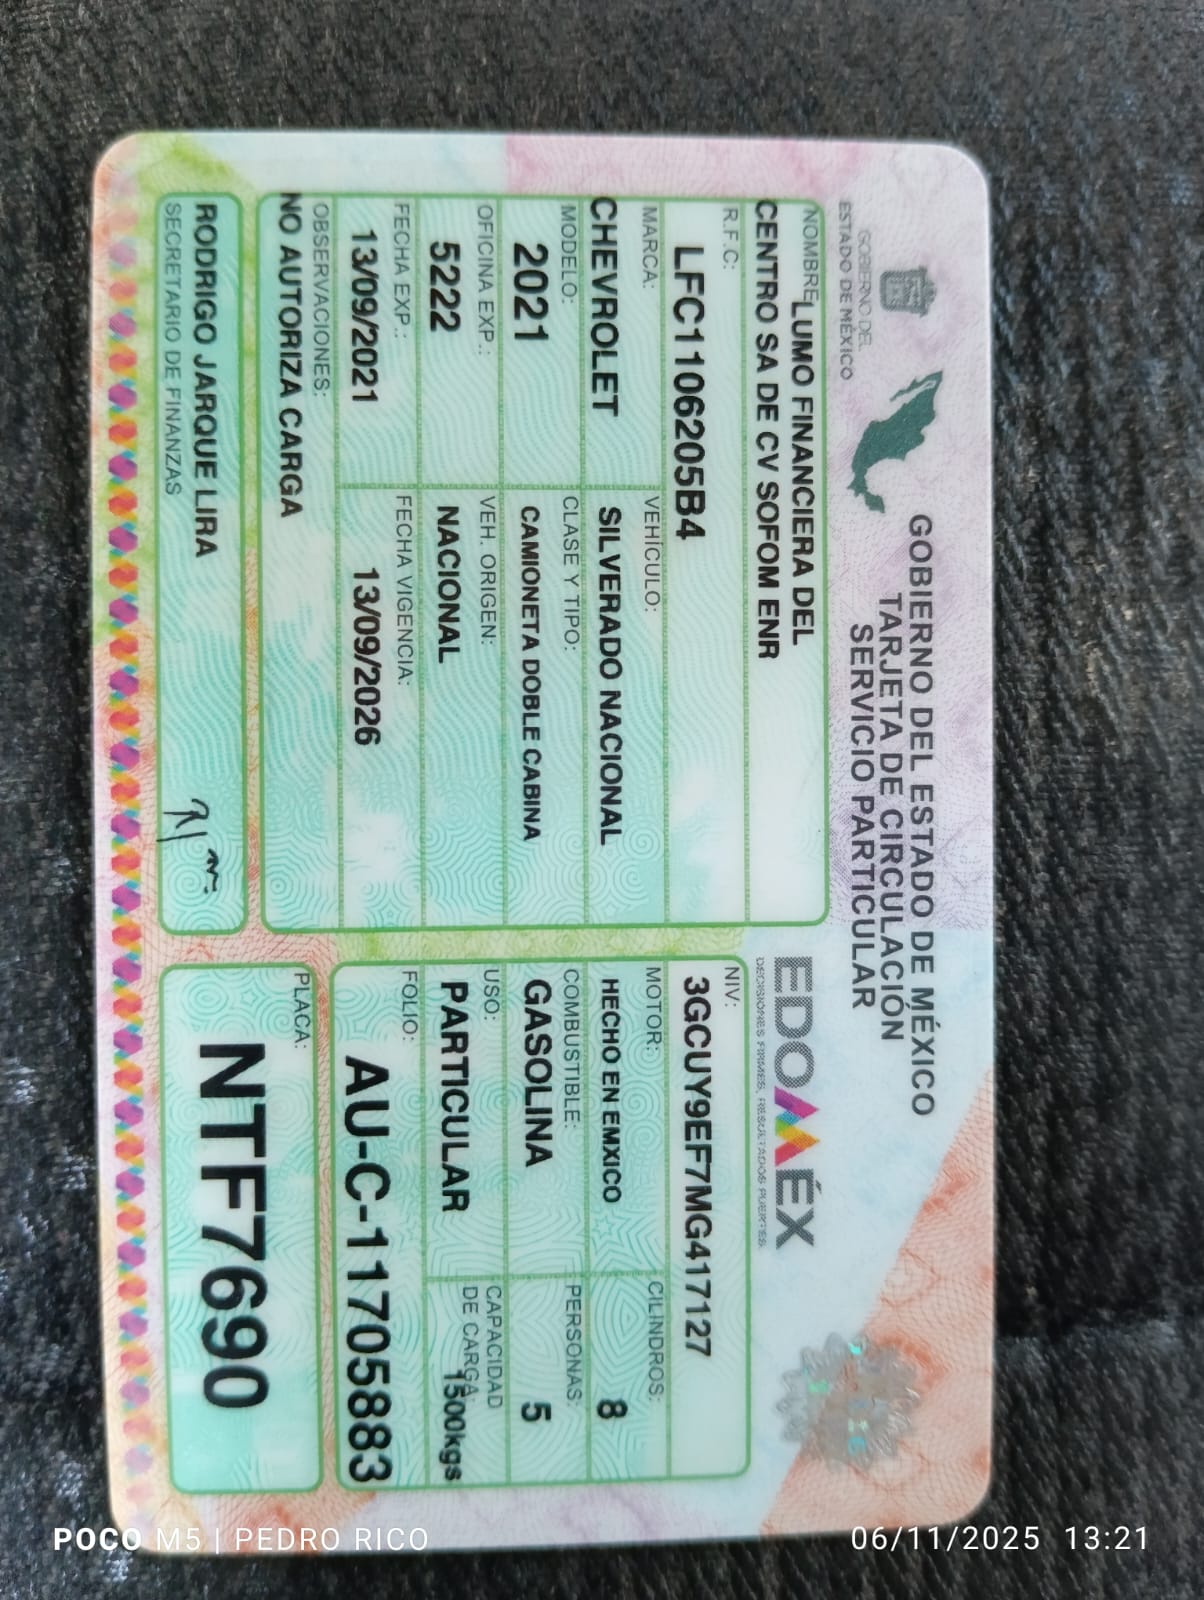 GOBIERNO DEL
ESTADO DE MÉXICO
GOBIERNO DEL ESTADO DE MÉXICO
TARJETA DE CIRCULACIÓN
SERVICIO PARTICULAR
EDOMÉX
DECISIONES FIRMES, RESULTADOS FUERTES.
NOMBRE LUMO FINANCIERA DEL
CENTRO SA DE CV SOFOM ENR
R.F.C:
LFC1106205B4
NIV:
3GCUY9EF7MG417127
MARCA: VEHÍCULO:
CHEVROLET SILVERADO NACIONAL
MOTOR: CILINDROS:
HECHO EN EMXICO 8
MODELO: CLASE Y TIPO:
2021 CAMIONETA DOBLE CABINA
COMBUSTIBLE: PERSONAS:
GASOLINA 5
OFICINA EXP.: VEH. ORIGEN:
5222 NACIONAL
USO: CAPACIDAD
DE CARGA:
PARTICULAR 1500kgs
FECHA EXP.: FECHA VIGENCIA:
13/09/2021 13/09/2026
FOLIO:
AU-C-11705883
OBSERVACIONES:
NO AUTORIZA CARGA
PLACA:
NTF7690
RODRIGO JARQUE LIRA
SECRETARIO DE FINANZAS
POCO M5 | PEDRO RICO
06/11/2025 13:21